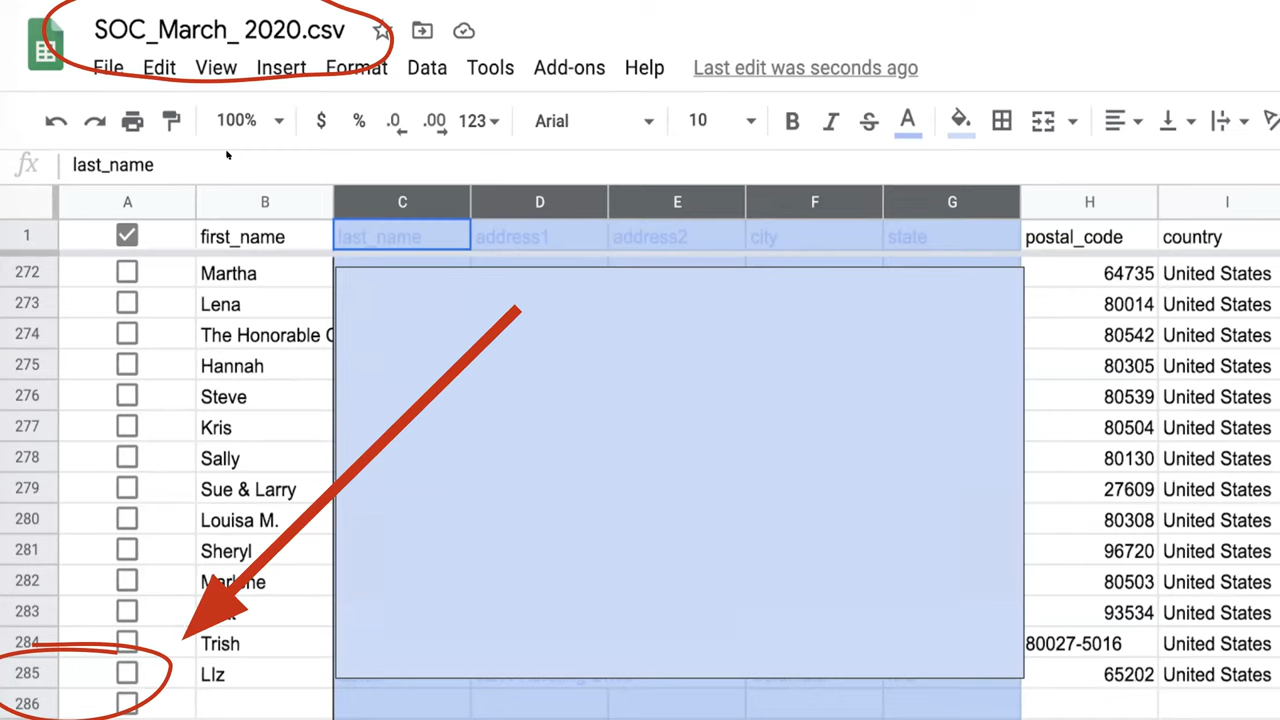 SOC_March_ 2020.csv
File Edit View Insert Format Data Tools Add-ons Help Last edit was seconds ago
100% $ % .0 .00 123 Arial 10 B I S A
fx last_name
A B C D E F G H I
1 first_name last_name address1 address2 city state postal_code country
272 Martha 64735 United States
273 Lena 80014 United States
274 The Honorable 80542 United States
275 Hannah 80305 United States
276 Steve 80539 United States
277 Kris 80504 United States
278 Sally 80130 United States
279 Sue & Larry 27609 United States
280 Louisa M. 80308 United States
281 Sheryl 96720 United States
282 Marlene 80503 United States
283 93534 United States
284 Trish 80027-5016 United States
285 LIz 65202 United States
286